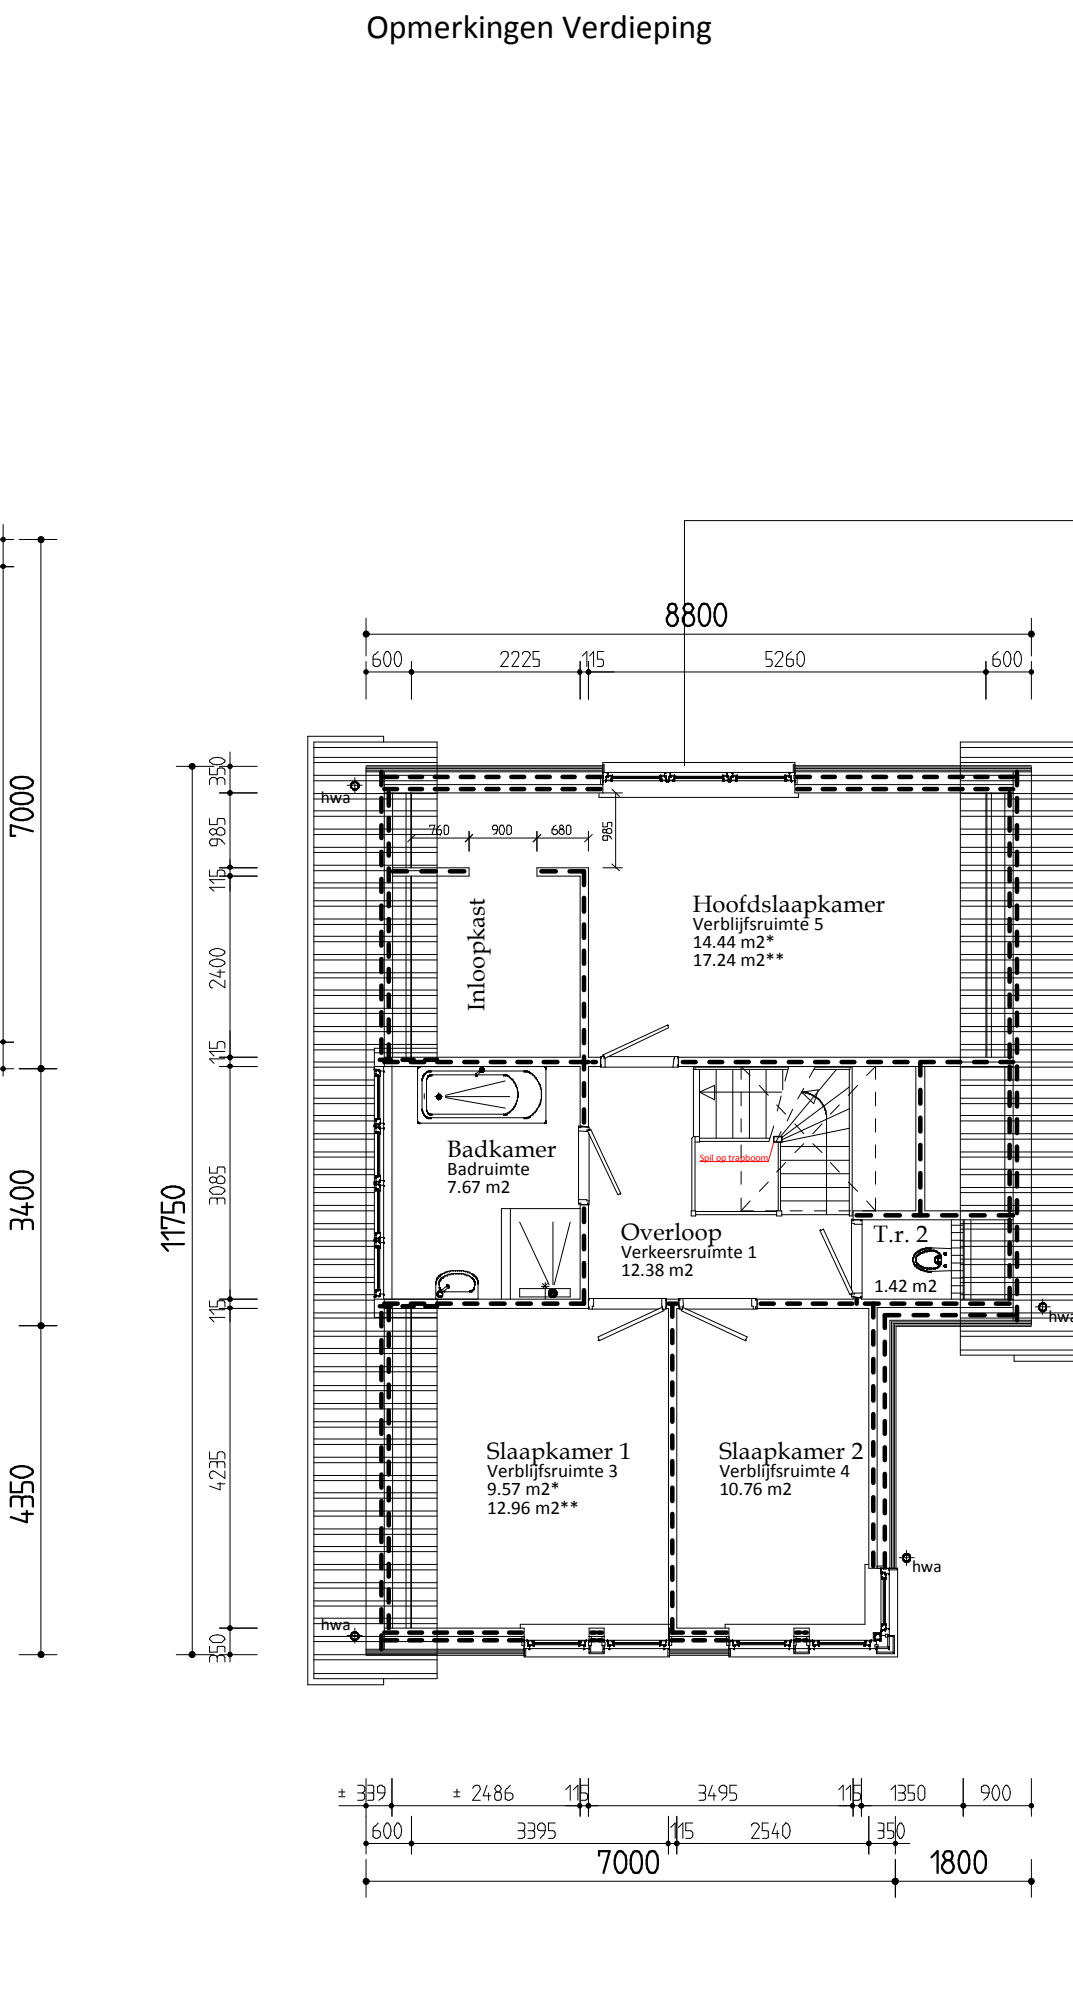 Opmerkingen Verdieping
8800
600 2225 115 5260 600
7000
3400
4350
11750
350
985
115
2400
115
3085
115
4235
350
hwa
760 900 680
985
Inloopkast
Hoofdslaapkamer
Verblijfsruimte 5
14.44 m2*
17.24 m2**
Badkamer
Badruimte
7.67 m2
Spil op trapboom
Overloop
Verkeersruimte 1
12.38 m2
T.r. 2
1.42 m2
hwa
Slaapkamer 1
Verblijfsruimte 3
9.57 m2*
12.96 m2**
Slaapkamer 2
Verblijfsruimte 4
10.76 m2
hwa
hwa
± 339 ± 2486 115 3495 115 1350 900
600 3395 115 2540 350
7000 1800